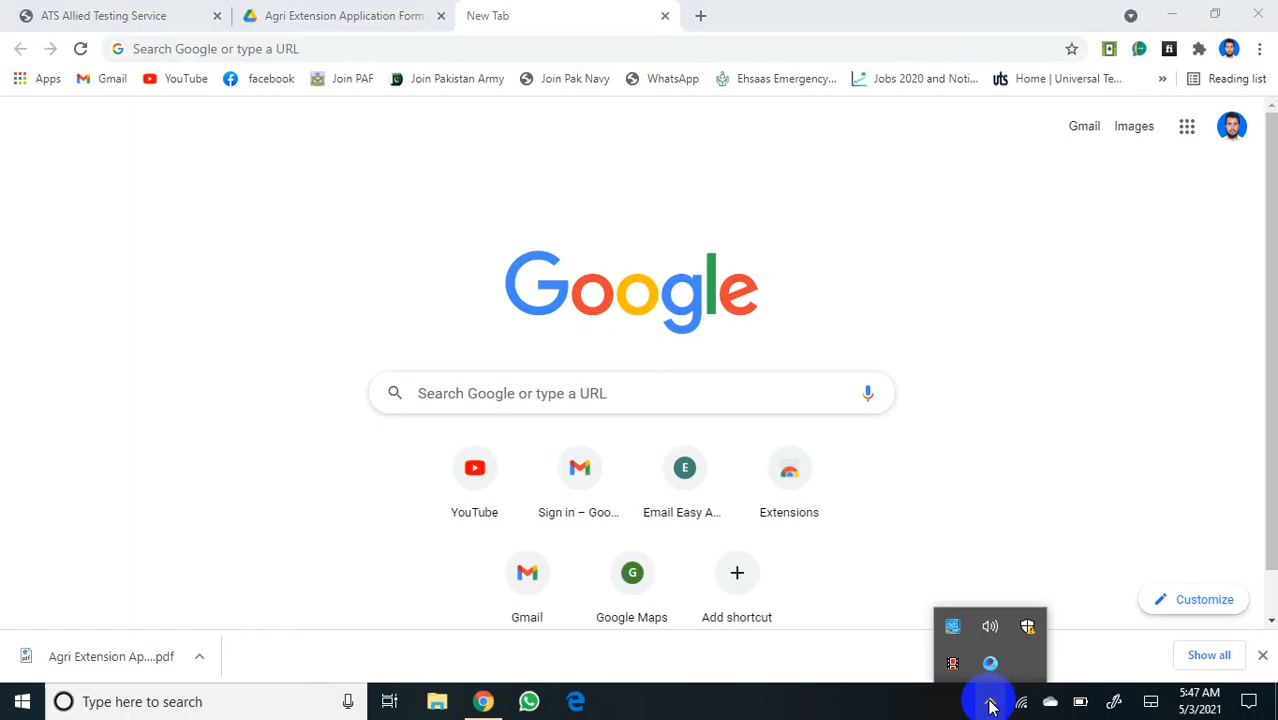 ATS Allied Testing Service
Agri Extension Application Form.
New Tab
Search Google or type a URL
Apps
Gmail
YouTube
facebook
Join PAF
Join Pakistan Army
Join Pak Navy
WhatsApp
Ehsaas Emergency...
Jobs 2020 and Noti...
uts
Home | Universal Te...
»
Reading list
fi
Gmail
Images
Google
Search Google or type a URL
E
YouTube
Sign in – Goo...
Email Easy A...
Extensions
G
Gmail
Google Maps
Add shortcut
Customize
Agri Extension Ap....pdf
Show all
Type here to search
5:47 AM
5/3/2021